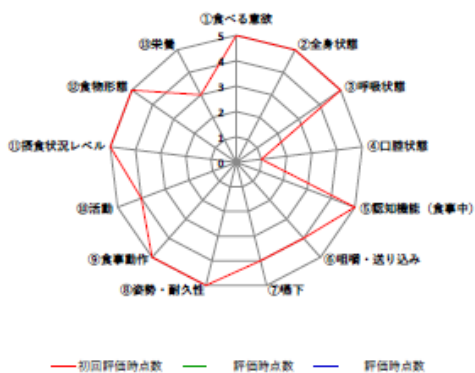 ①食べる意欲
②全身状態
③呼吸状態
④口腔状態
⑤認知機能（食事中）
⑥咀嚼・送り込み
⑦嚥下
⑧姿勢・耐久性
⑨食事動作
⑩活動
⑪摂食状況レベル
⑫食物形態
⑬栄養
5
4
3
2
1
0
初回評価時点数 評価時点数 評価時点数